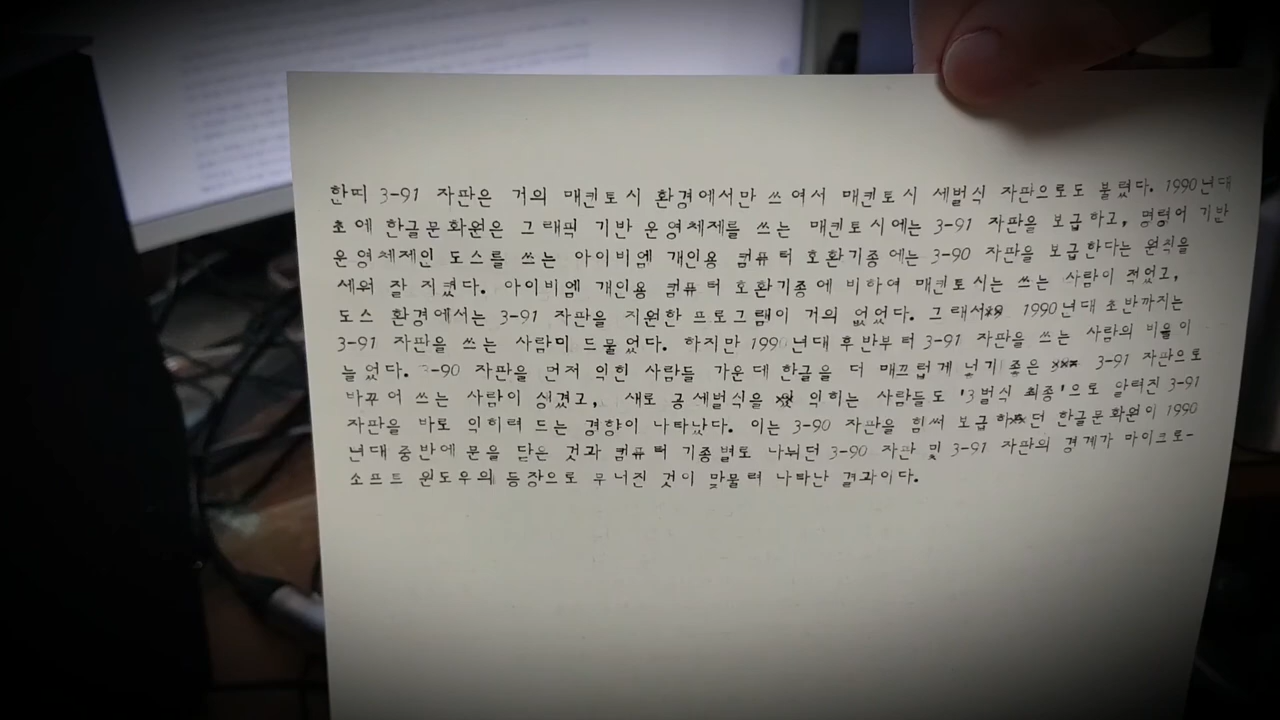 한띠 3-91 자판은 거의 매킨토시 환경에서만 쓰여서 매킨토시 세벌식 자판으로도 불렸다. 1990년대
초에 한글문화원은 그래픽 기반 운영체제를 쓰는 매킨토시에는 3-91 자판을 보급하고, 명령어 기반
운영체제인 도스를 쓰는 아이비엠 개인용 컴퓨터 호환기종에는 3-90 자판을 보급한다는 원칙을
세워 잘 지켰다. 아이비엠 개인용 컴퓨터 호환기종에 비하여 매킨토시는 쓰는 사람이 적었고,
도스 환경에서는 3-91 자판을 지원한 프로그램이 거의 없었다. 그래서 1990년대 초반까지는
3-91 자판을 쓰는 사람미 드물었다. 하지만 1990년대 후반부터 3-91 자판을 쓰는 사람의 비율이
늘었다. 3-90 자판을 먼저 익힌 사람들 가운데 한글을 더 매끄럽게 넣기 좋은 xxx 3-91 자판으로
바꾸어 쓰는 사람이 생겼고, 새로 공세벌식을 익히는 사람들도 '3벌식 최종'으로 알려진 3-91
자판을 바로 익히려 드는 경향이 나타났다. 이는 3-90 자판을 힘써 보급하던 한글문화원이 1990
년대 중반에 문을 닫은 것과 컴퓨터 기종별로 나뉘던 3-90 자판 및 3-91 자판의 경계가 마이크로-
소프트 윈도우의 등장으로 무너진 것이 맞물려 나타난 결과이다.